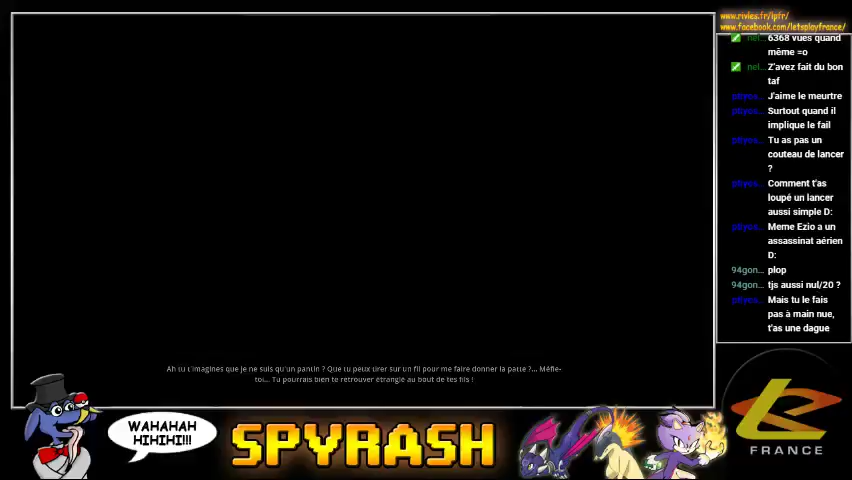 www.rivies.fr/lpfr/
www.facebook.com/letsplayfrance/
nel... 6368 vues quand
même =o
nel... Z'avez fait du bon
taf
J'aime le meurtre
Surtout quand il
implique le fail
Tu as pas un
couteau de lancer
?
Comment t'as
loupé un lancer
aussi simple D:
Meme Ezio a un
assassinat aérien
D:
94gon... plop
94gon... tjs aussi nul/20 ?
Mais tu le fais
pas à main nue,
t'as une dague
Ah tu t'imagines que je ne suis qu'un pantin ? Que tu peux tirer sur un fil pour me faire donner la patte ?... Méfie-
toi... Tu pourrais bien te retrouver étranglé au bout de tes fils !
WAHAHAH
HIHIHI!!!
SPYRASH
FRANCE